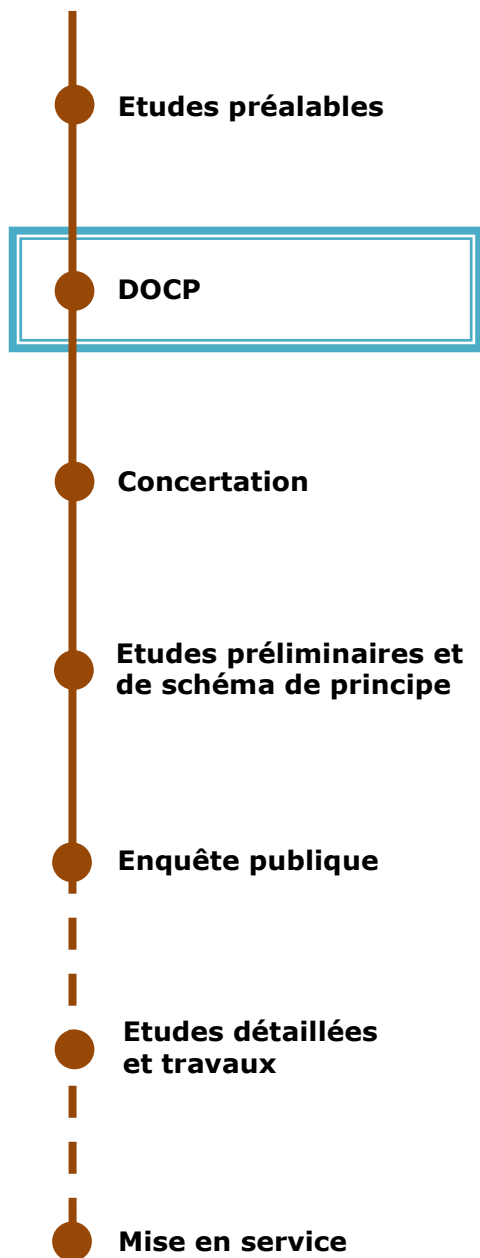 Etudes préalables
DOCP
Concertation
Etudes préliminaires et
de schéma de principe
Enquête publique
Etudes détaillées
et travaux
Mise en service